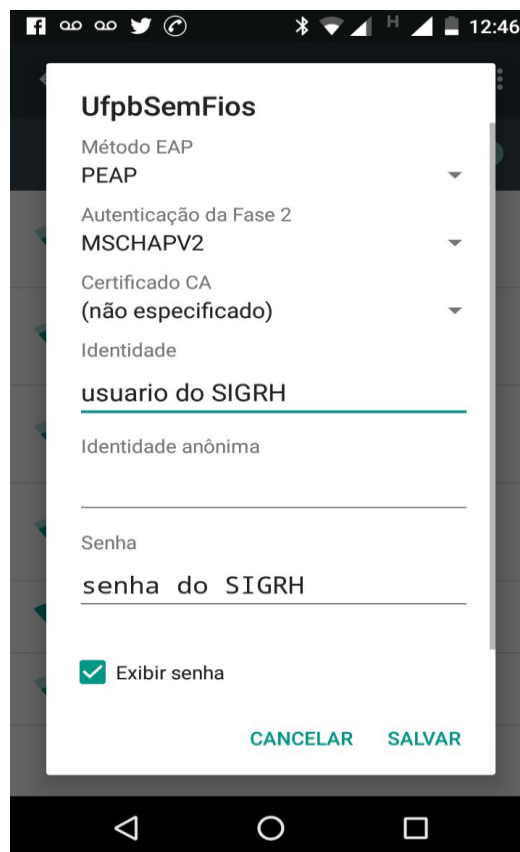 H
12:46
UfpbSemFios
Método EAP
PEAP
Autenticação da Fase 2
MSCHAPV2
Certificado CA
(não especificado)
Identidade
usuario do SIGRH
Identidade anônima
Senha
senha do SIGRH
Exibir senha
CANCELAR SALVAR